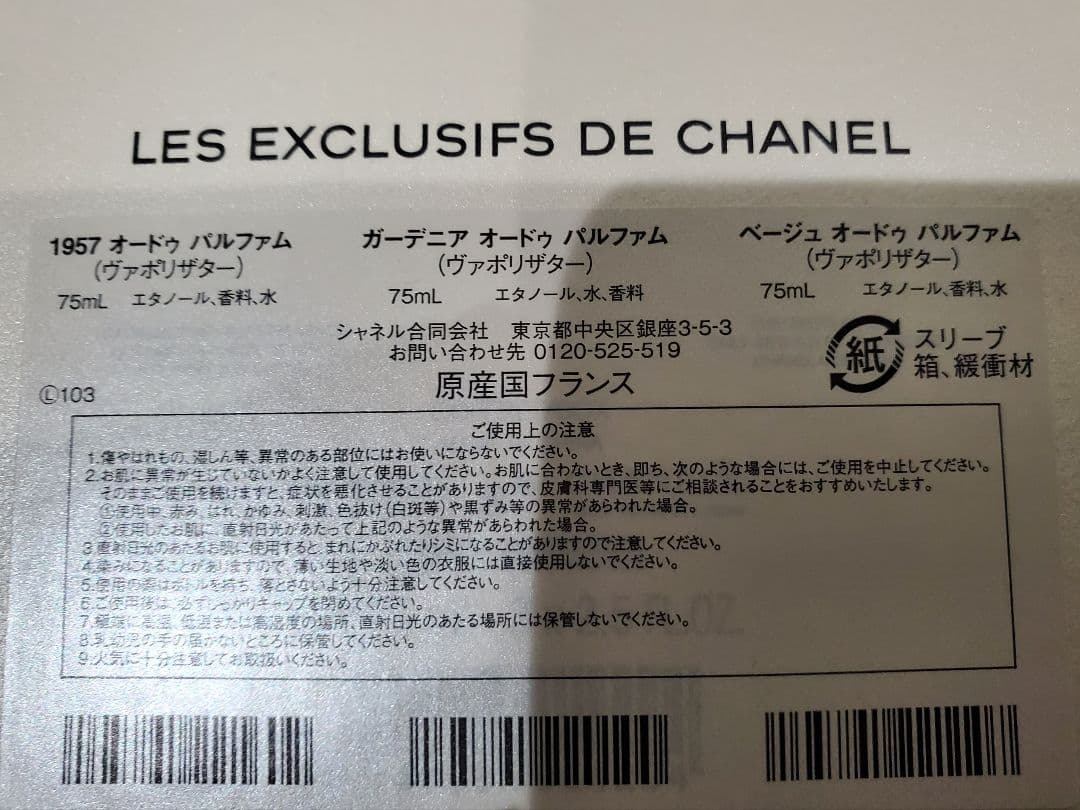 LES EXCLUSIFS DE CHANEL
1957 オードゥ パルファム
(ヴァポリザター)
75mL エタノール、香料、水
ガーデニア オードゥ パルファム
(ヴァポリザター)
75mL エタノール、水、香料
ベージュ オードゥ パルファム
(ヴァポリザター)
75mL エタノール、香料、水
シャネル合同会社 東京都中央区銀座3-5-3
お問い合わせ先 0120-525-519
原産国フランス
紙
スリーブ
箱、緩衝材
Ⓛ103
ご使用上の注意
1.傷やはれもの、湿しん等、異常のある部位にはお使いにならないでください。
2.お肌に異常が生じていないかよく注意して使用してください。お肌に合わないとき、即ち、次のような場合には、ご使用を中止してください。
そのままご使用を続けますと、症状を悪化させることがありますので、皮膚科専門医等にご相談されることをおすすめいたします。
①使用中、赤み、はれ、かゆみ、刺激、色抜け(白斑等)や黒ずみ等の異常があらわれた場合。
②使用したお肌に、直射日光があたって上記のような異常があらわれた場合。
3.直射日光のあたるお肌に使用すると、まれにかぶれたりシミになることがありますので注意してください。
4.染みになることがありますので、薄い生地や淡い色の衣服には直接使用しないでください。
5.使用の際はボトルを持ち、落とさないよう十分注意してください。
6.ご使用後は、必ずしっかりキャップを閉めてください。
7.極端に高温、低温または高湿度の場所、直射日光のあたる場所には保管しないでください。
8.乳幼児の手の届かないところに保管してください。
9.火気に十分注意してお取扱いください。